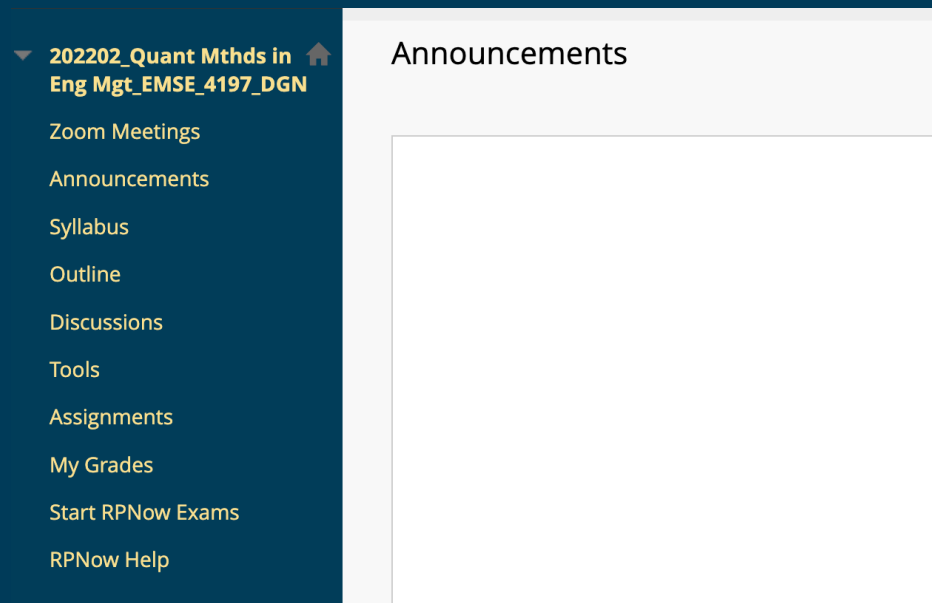 202202_Quant Mthds in
Eng Mgt_EMSE_4197_DGN
Zoom Meetings
Announcements
Syllabus
Outline
Discussions
Tools
Assignments
My Grades
Start RPNow Exams
RPNow Help
Announcements